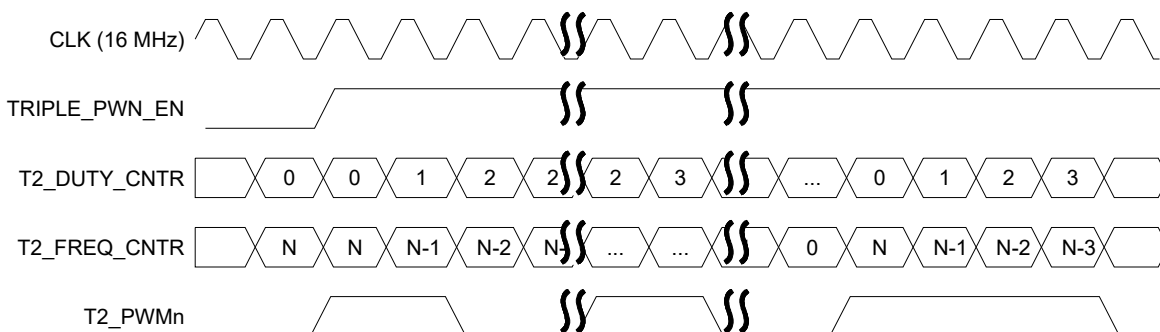 CLK (16 MHz)
TRIPLE_PWN_EN
T2_DUTY_CNTR 0 0 1 2 2 2 3 ... 0 1 2 3
T2_FREQ_CNTR N N N-1 N-2 N- ... ... 0 N N-1 N-2 N-3
T2_PWMn